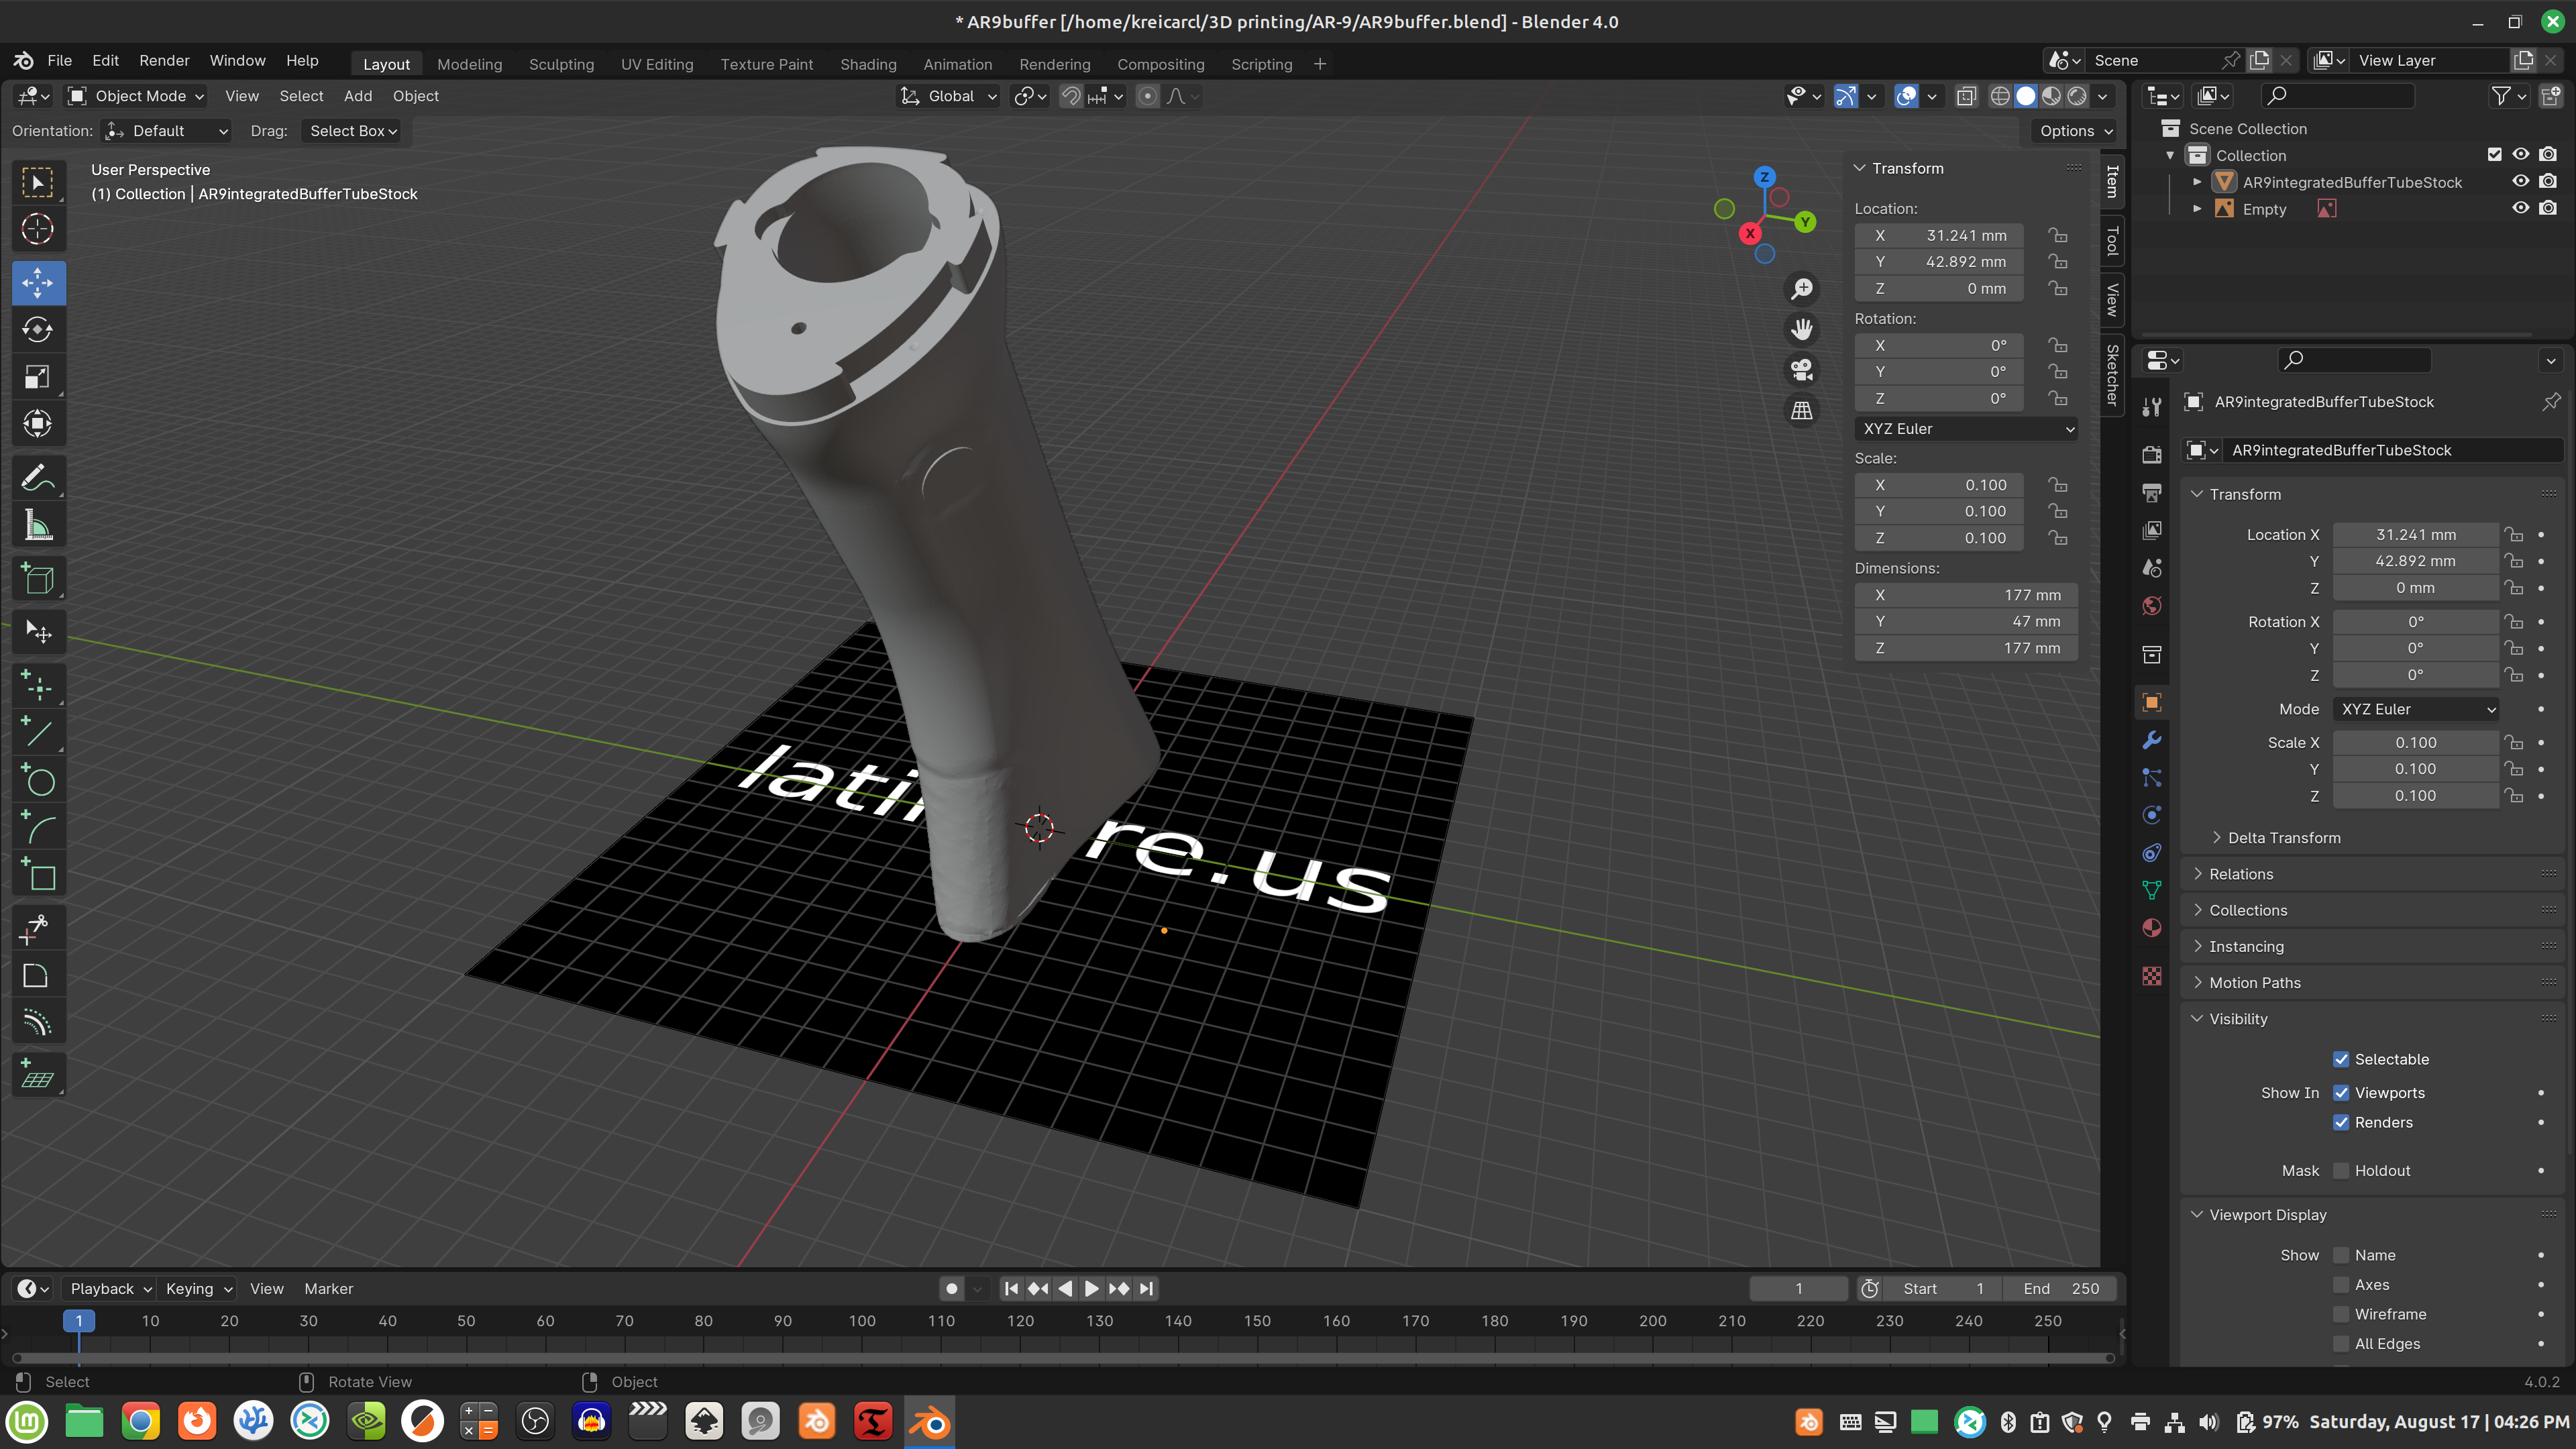 * AR9buffer [/home/kreicarcl/3D printing/AR-9/AR9buffer.blend] - Blender 4.0
File Edit Render Window Help Layout Modeling Sculpting UV Editing Texture Paint Shading Animation Rendering Compositing Scripting + Scene View Layer
Object Mode View Select Add Object Global
Orientation: Default Drag: Select Box Options
User Perspective
(1) Collection | AR9integratedBufferTubeStock
Z
Y
X
Transform
Location:
X 31.241 mm
Y 42.892 mm
Z 0 mm
Rotation:
X 0°
Y 0°
Z 0°
XYZ Euler
Scale:
X 0.100
Y 0.100
Z 0.100
Dimensions:
X 177 mm
Y 47 mm
Z 177 mm
Item
Tool
View
Sketcher
Scene Collection
Collection
AR9integratedBufferTubeStock
Empty
AR9integratedBufferTubeStock
AR9integratedBufferTubeStock
Transform
Location X 31.241 mm
Y 42.892 mm
Z 0 mm
Rotation X 0°
Y 0°
Z 0°
Mode XYZ Euler
Scale X 0.100
Y 0.100
Z 0.100
Delta Transform
Relations
Collections
Instancing
Motion Paths
Visibility
Selectable
Show In Viewports
Renders
Mask Holdout
Viewport Display
Show Name
Axes
Wireframe
All Edges
re.us
Playback Keying View Marker 1 Start 1 End 250
1 10 20 30 40 50 60 70 80 90 100 110 120 130 140 150 160 170 180 190 200 210 220 230 240 250
Select Rotate View Object 4.0.2
97% Saturday, August 17 | 04:26 PM